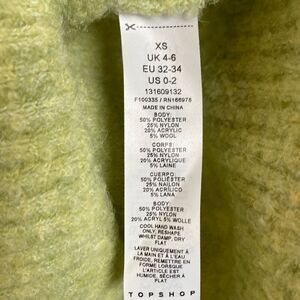 XS
UK 4-6
EU 32-34
US 0-2
131609132
F100335 / RN166978
MADE IN CHINA
BODY:
50% POLYESTER
25% NYLON
20% ACRYLIC
5% WOOL
CORPS:
50% POLYESTER
25% NYLON
20% ACRYLIQUE
5% LAINE
CUERPO:
50% POLIÉSTER
25% NAILON
20% ACRÍLICO
5% LANA
BODY:
50% POLYESTER
25% NYLON
20% ACRYL 5% WOLLE
COOL HAND WASH
ONLY, RESHAPE
WHILST DAMP, DRY
FLAT
LAVER UNIQUEMENT À
LA MAIN ET À L'EAU
FROIDE, REMETTRE EN
FORME LORSQUE
L'ARTICLE EST
HUMIDE, SÉCHER À
PLAT
TOPSHOP